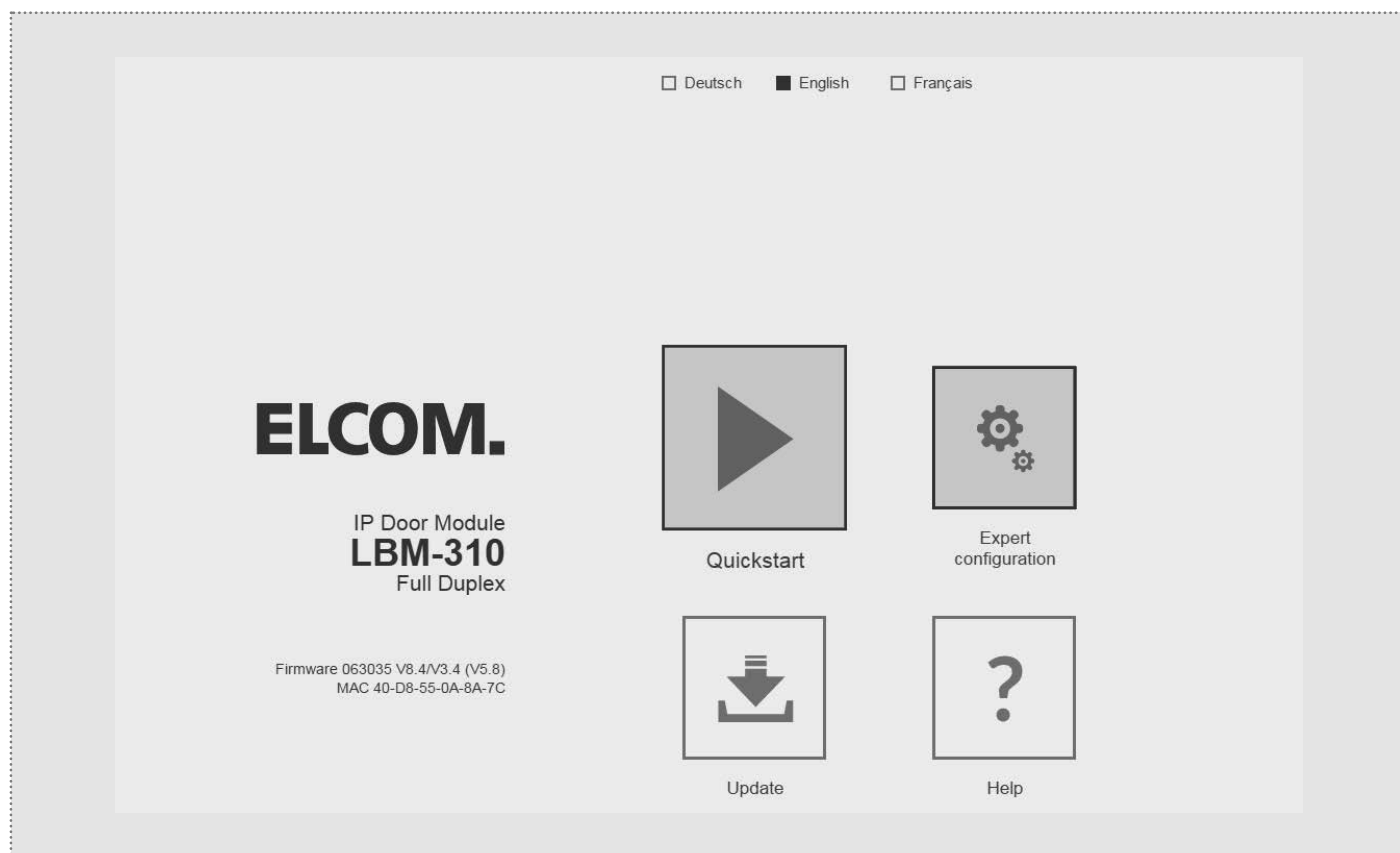 Deutsch English Français
ELCOM.
IP Door Module
LBM-310
Full Duplex
Firmware 063035 V8.4/V3.4 (V5.8)
MAC 40-D8-55-0A-8A-7C
Quickstart
Expert
configuration
Update
Help